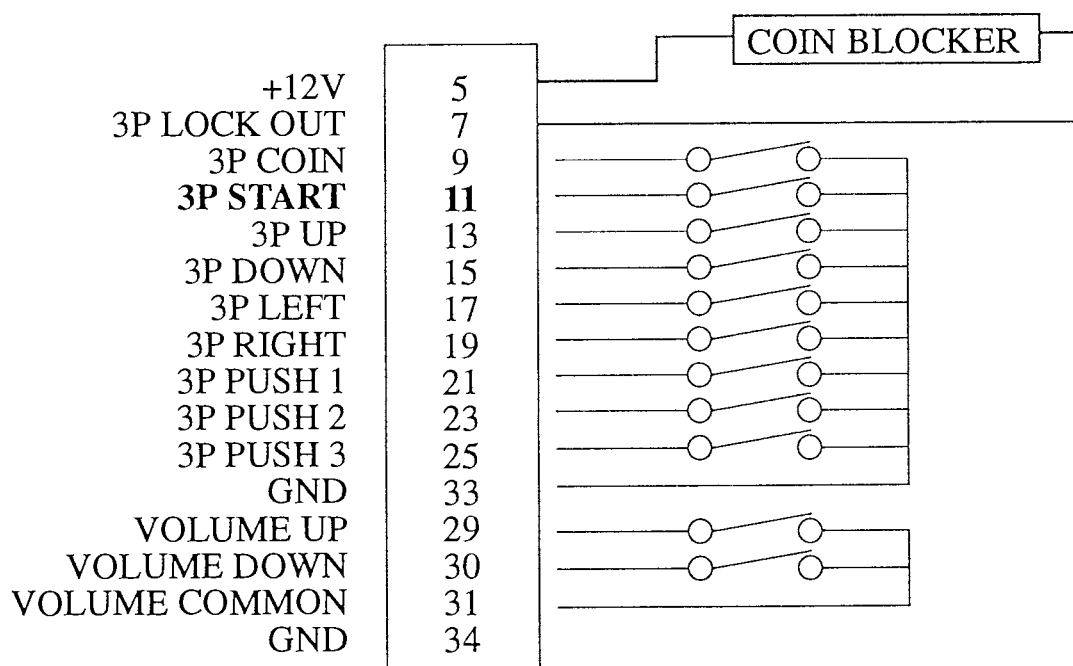 COIN BLOCKER
+12V 5
3P LOCK OUT 7
3P COIN 9
3P START 11
3P UP 13
3P DOWN 15
3P LEFT 17
3P RIGHT 19
3P PUSH 1 21
3P PUSH 2 23
3P PUSH 3 25
GND 33
VOLUME UP 29
VOLUME DOWN 30
VOLUME COMMON 31
GND 34